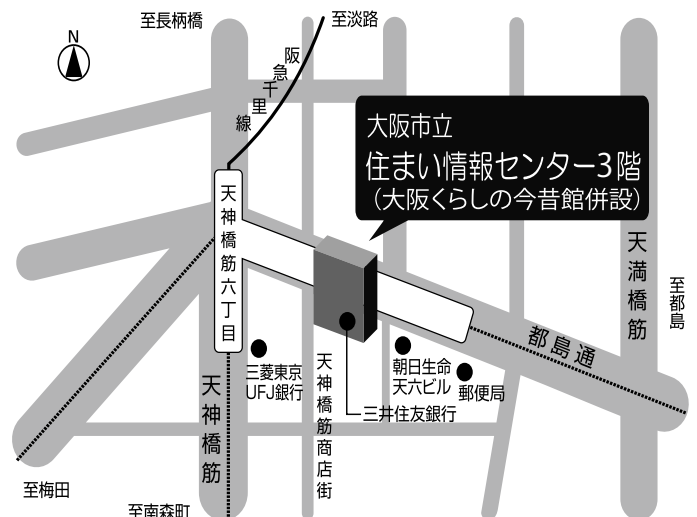 至長柄橋
至淡路
N
阪急千里線
大阪市立
住まい情報センター3階
（大阪くらしの今昔館併設）
天神橋筋六丁目
天満橋筋
至都島
都島通
三菱東京
UFJ銀行
朝日生命
天六ビル
郵便局
三井住友銀行
天神橋筋
天神橋筋商店街
至梅田
至南森町